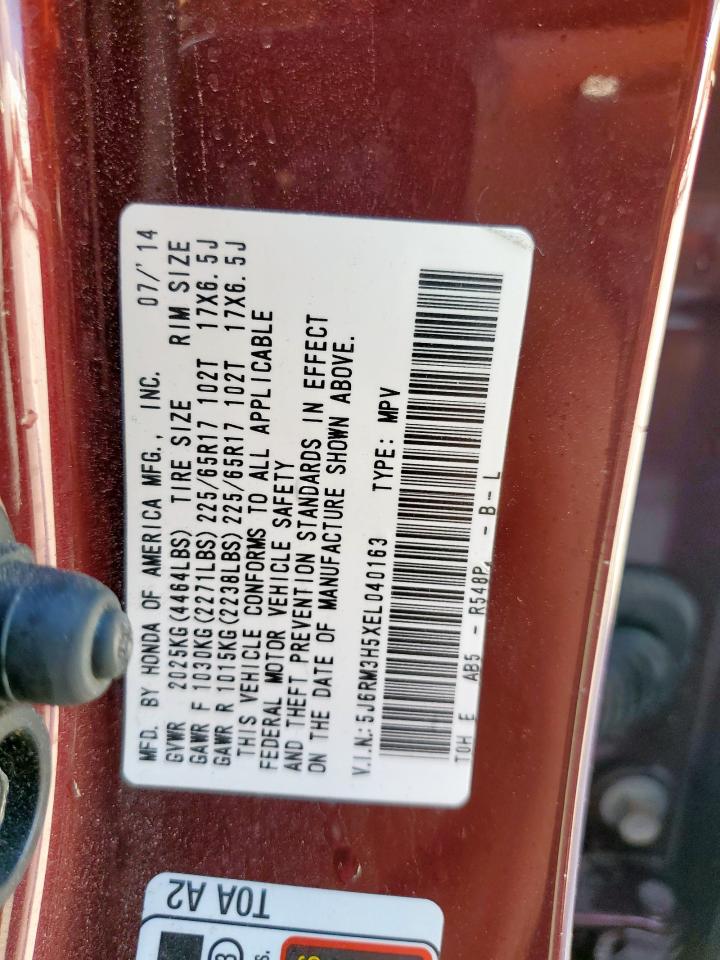 MFD. BY HONDA OF AMERICA MFG., INC. 07/'14
GVWR 2025KG(4464LBS) TIRE SIZE RIM SIZE
GAWR F 1030KG(2271LBS) 225/65R17 102T 17X6.5J
GAWR R 1015KG(2238LBS) 225/65R17 102T 17X6.5J
THIS VEHICLE CONFORMS TO ALL APPLICABLE
FEDERAL MOTOR VEHICLE SAFETY
AND THEFT PREVENTION STANDARDS IN EFFECT
ON THE DATE OF MANUFACTURE SHOWN ABOVE.
V.I.N.: 5J6RM3H5XEL040163 TYPE: MPV
T0H E AB5 - R548P - B-L
T0A A2